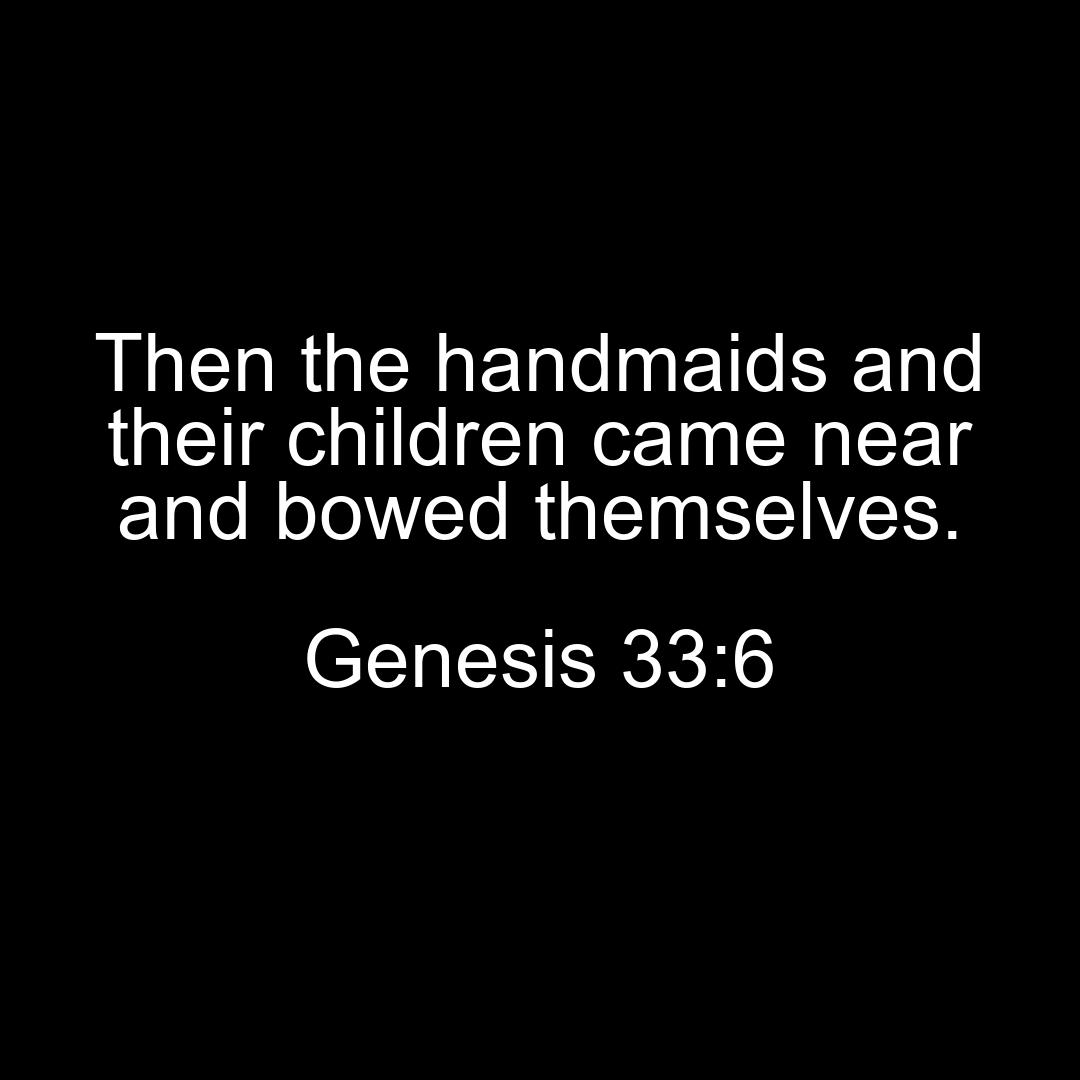 Then the handmaids and
their children came near
and bowed themselves.
Genesis 33:6